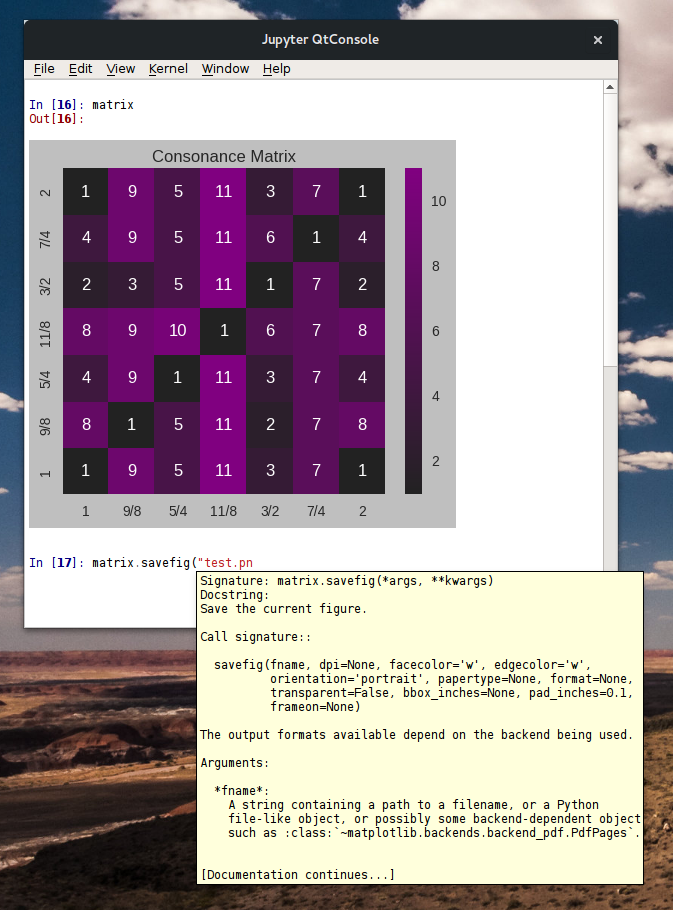 Jupyter QtConsole ×
File Edit View Kernel Window Help
In [16]: matrix
Out[16]:
Consonance Matrix
2 1 9 5 11 3 7 1
7/4 4 9 5 11 6 1 4
3/2 2 3 5 11 1 7 2
11/8 8 9 10 1 6 7 8
5/4 4 9 1 11 3 7 4
9/8 8 1 5 11 2 7 8
1 1 9 5 11 3 7 1
1 9/8 5/4 11/8 3/2 7/4 2
10
8
6
4
2
In [17]: matrix.savefig("test.pn
Signature: matrix.savefig(*args, **kwargs)
Docstring:
Save the current figure.
Call signature::
savefig(fname, dpi=None, facecolor='w', edgecolor='w',
orientation='portrait', papertype=None, format=None,
transparent=False, bbox_inches=None, pad_inches=0.1,
frameon=None)
The output formats available depend on the backend being used.
Arguments:
*fname*:
A string containing a path to a filename, or a Python
file-like object, or possibly some backend-dependent object
such as :class:`~matplotlib.backends.backend_pdf.PdfPages`.
[Documentation continues...]